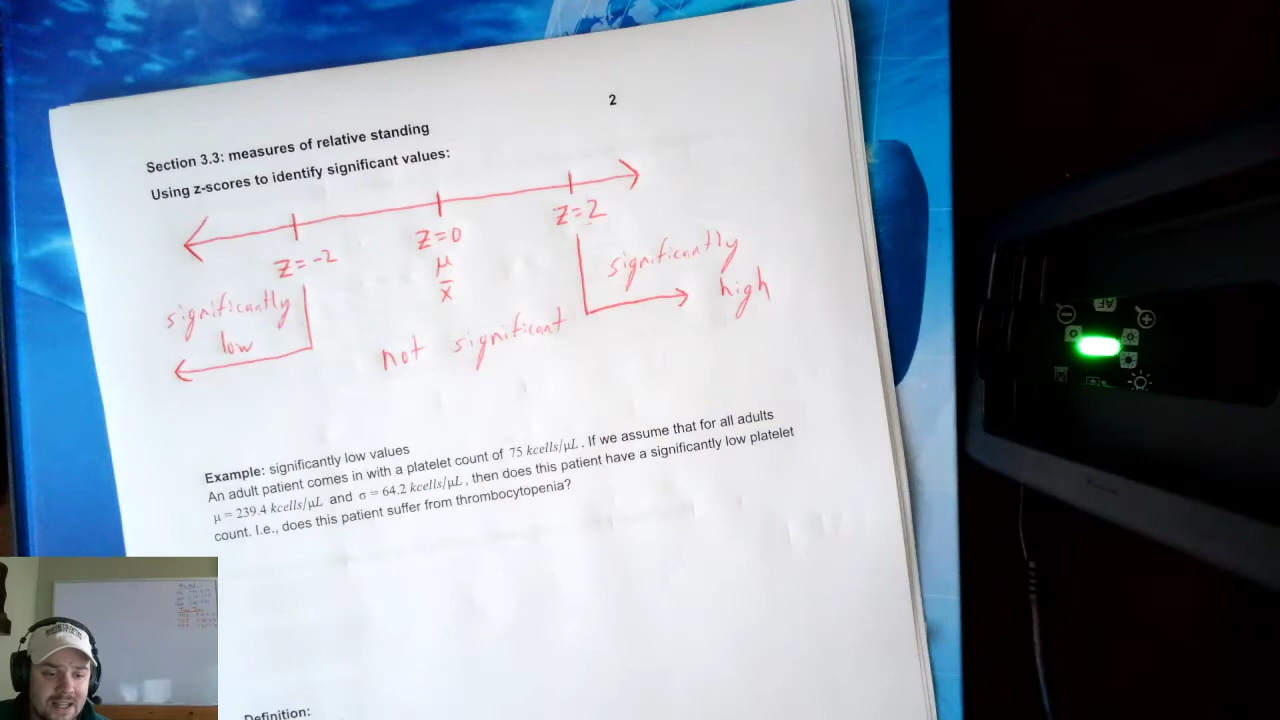 2
Section 3.3: measures of relative standing
Using z-scores to identify significant values:
z=-2 z=0 z=2
μ
x̄
significantly low
not significant
significantly high
Example: significantly low values
An adult patient comes in with a platelet count of 75 kcells/μL. If we assume that for all adults
μ = 239.4 kcells/μL and σ = 64.2 kcells/μL, then does this patient have a significantly low platelet
count. I.e., does this patient suffer from thrombocytopenia?
Definition:
AF